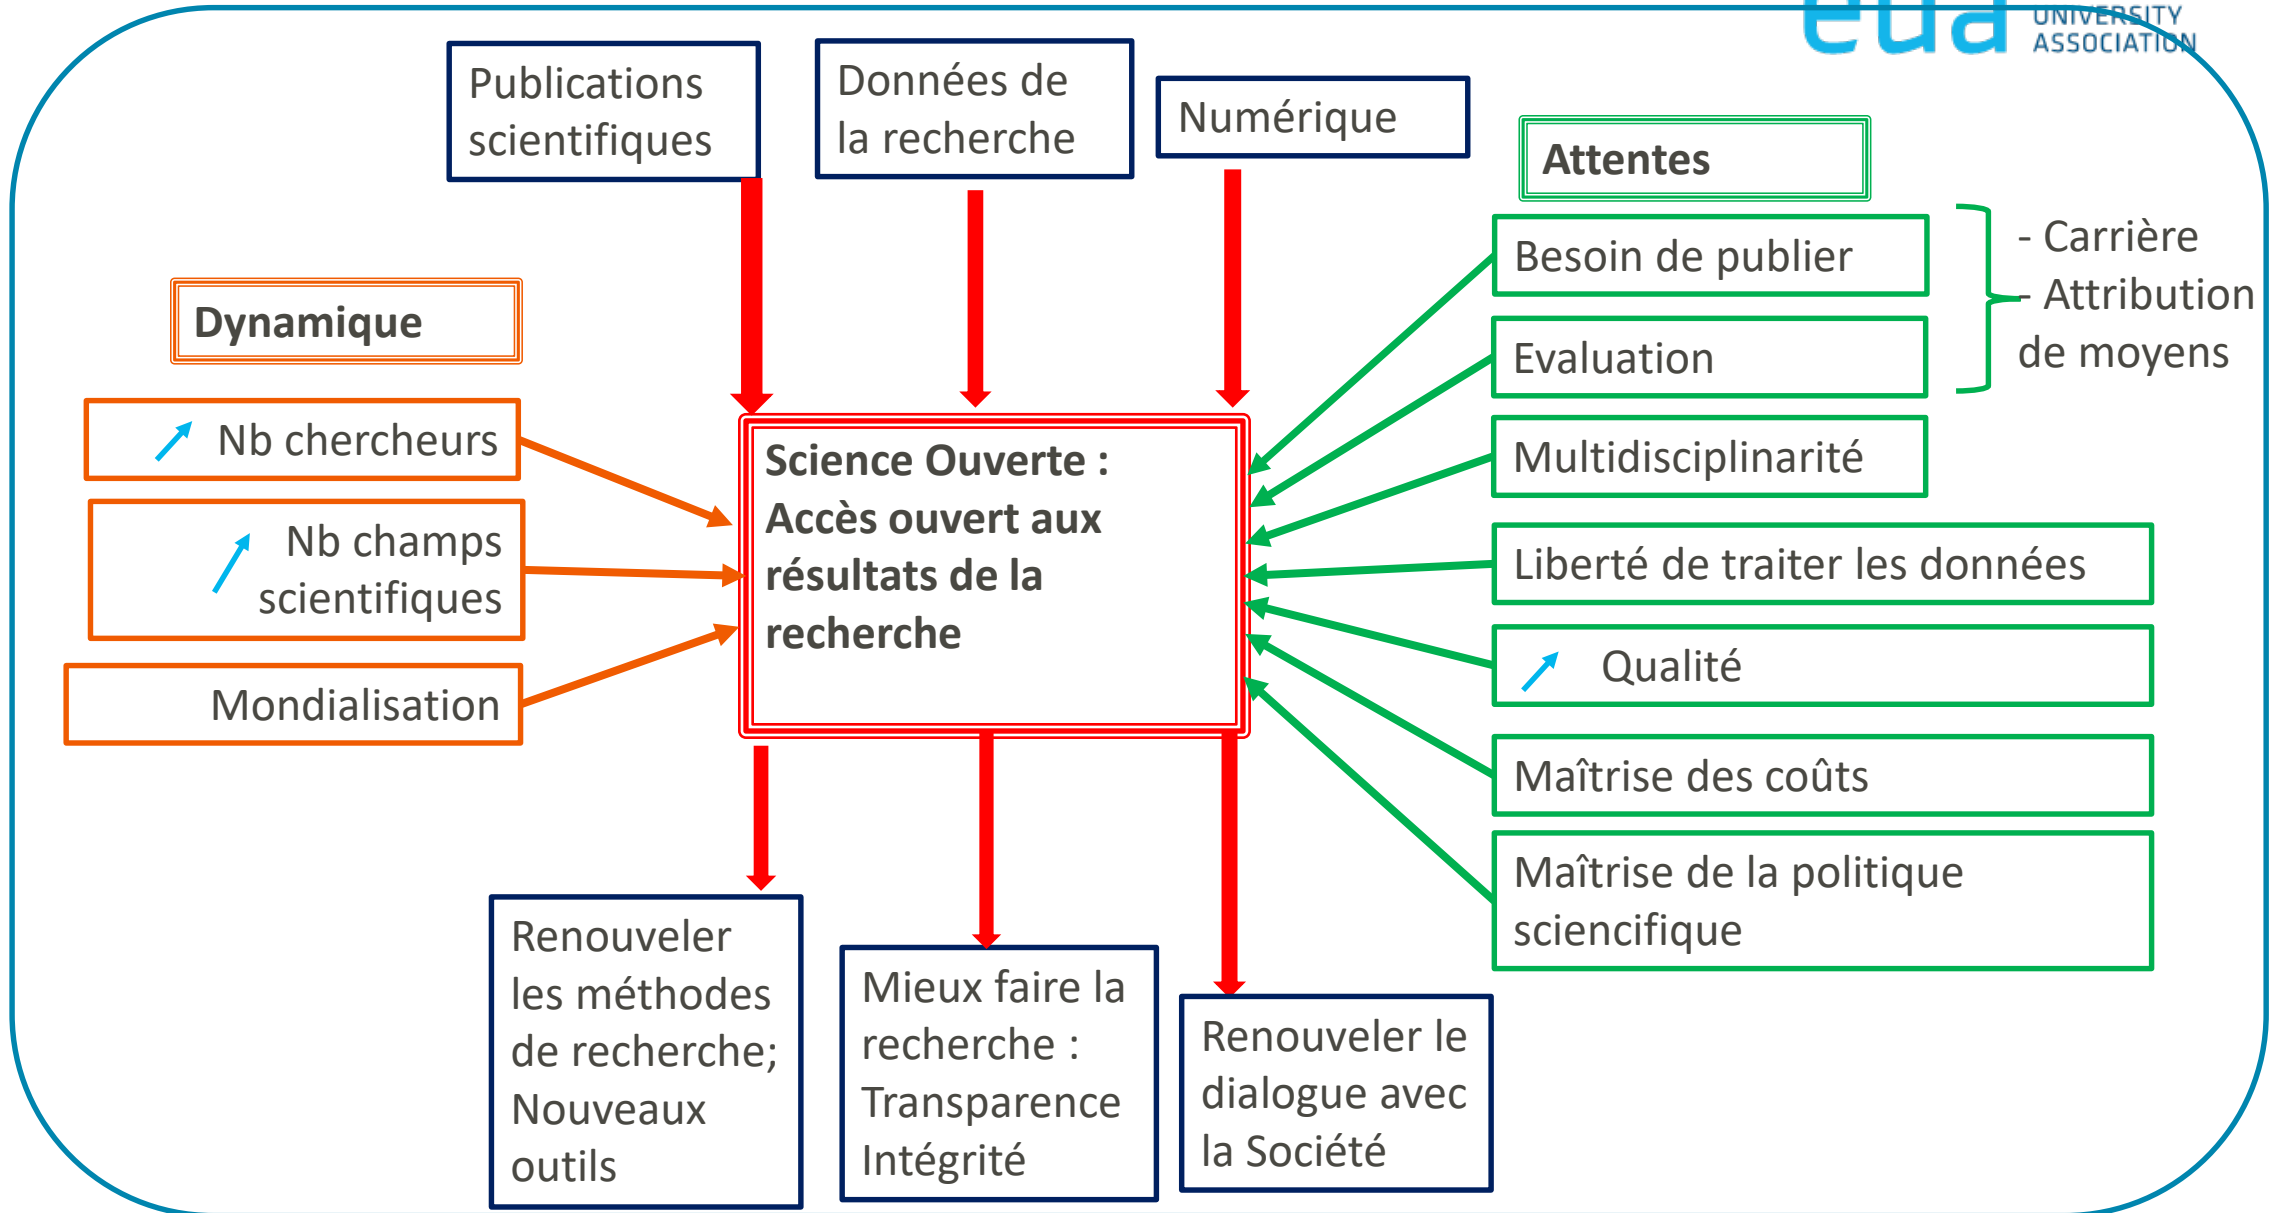 eua
UNIVERSITY
ASSOCIATION
Publications
scientifiques
Données de
la recherche
Numérique
Attentes
Besoin de publier
Evaluation
Multidisciplinarité
Liberté de traiter les données
Qualité
Maîtrise des coûts
Maîtrise de la politique
sciencifique
- Carrière
- Attribution
de moyens
Dynamique
Nb chercheurs
Nb champs
scientifiques
Mondialisation
Science Ouverte :
Accès ouvert aux
résultats de la
recherche
Renouveler
les méthodes
de recherche;
Nouveaux
outils
Mieux faire la
recherche :
Transparence
Intégrité
Renouveler le
dialogue avec
la Société